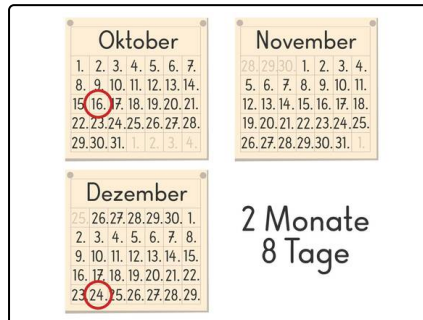 Oktober
1. 2. 3. 4. 5. 6. 7.
8. 9. 10. 11. 12. 13. 14.
15. 16. 17. 18. 19. 20. 21.
22. 23. 24. 25. 26. 27. 28.
29. 30. 31. 1. 2. 3. 4.
November
28. 29. 30. 1. 2. 3. 4.
5. 6. 7. 8. 9. 10. 11.
12. 13. 14. 15. 16. 17. 18.
19. 20. 21. 22. 23. 24. 25.
26. 27. 28. 29. 30. 31. 1.
Dezember
25. 26. 27. 28. 29. 30. 1.
2. 3. 4. 5. 6. 7. 8.
9. 10. 11. 12. 13. 14. 15.
16. 17. 18. 19. 20. 21. 22.
23. 24. 25. 26. 27. 28. 29.
2 Monate
8 Tage